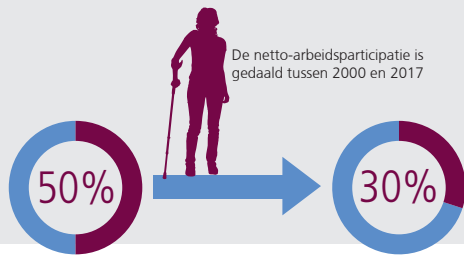 De netto-arbeidsparticipatie is
gedaald tussen 2000 en 2017
50%
30%